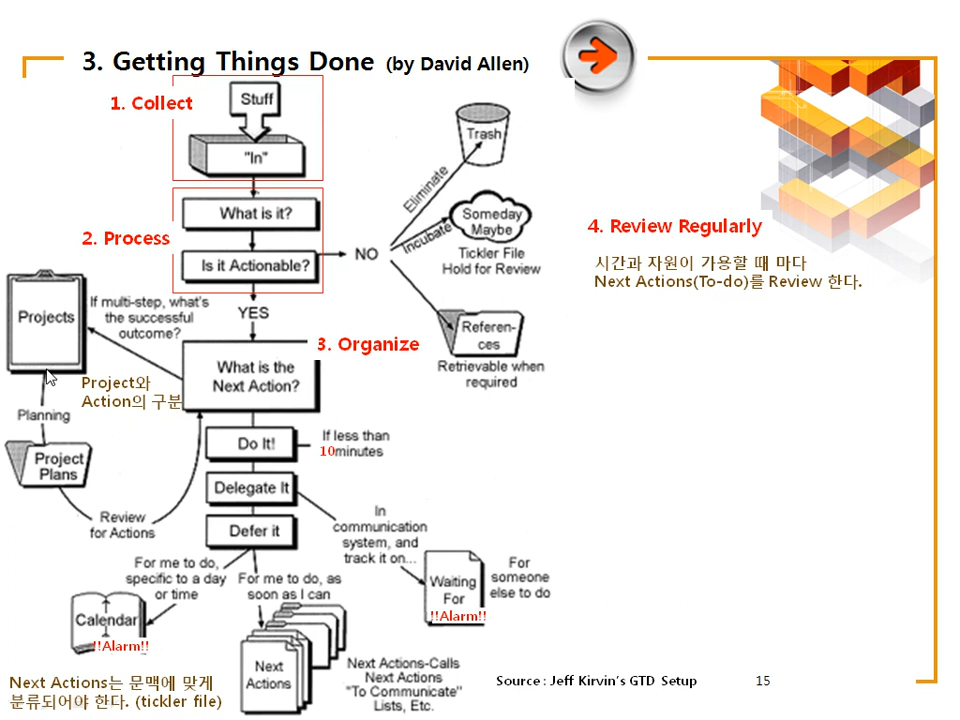 3. Getting Things Done (by David Allen)
1. Collect
Stuff
"In"
2. Process
What is it?
Is it Actionable?
NO
Eliminate
Trash
Incubate
Someday
Maybe
Tickler File
Hold for Review
Referen-
ces
Retrievable when
required
4. Review Regularly
시간과 자원이 가용할 때 마다
Next Actions(To-do)를 Review 한다.
YES
Projects
If multi-step, what's
the successful
outcome?
3. Organize
What is the
Next Action?
Project와
Action의 구분
Planning
Project
Plans
Review
for Actions
Do It!
If less than
10minutes
Delegate It
In
communication
system, and
track it on...
Defer it
For me to do,
specific to a day
or time
For me to do, as
soon as I can
Waiting
For
!!Alarm!!
For
someone
else to do
Calendar
!!Alarm!!
Next
Actions
Next Actions-Calls
Next Actions
"To Communicate"
Lists, Etc.
Next Actions는 문맥에 맞게
분류되어야 한다. (tickler file)
Source : Jeff Kirvin's GTD Setup
15